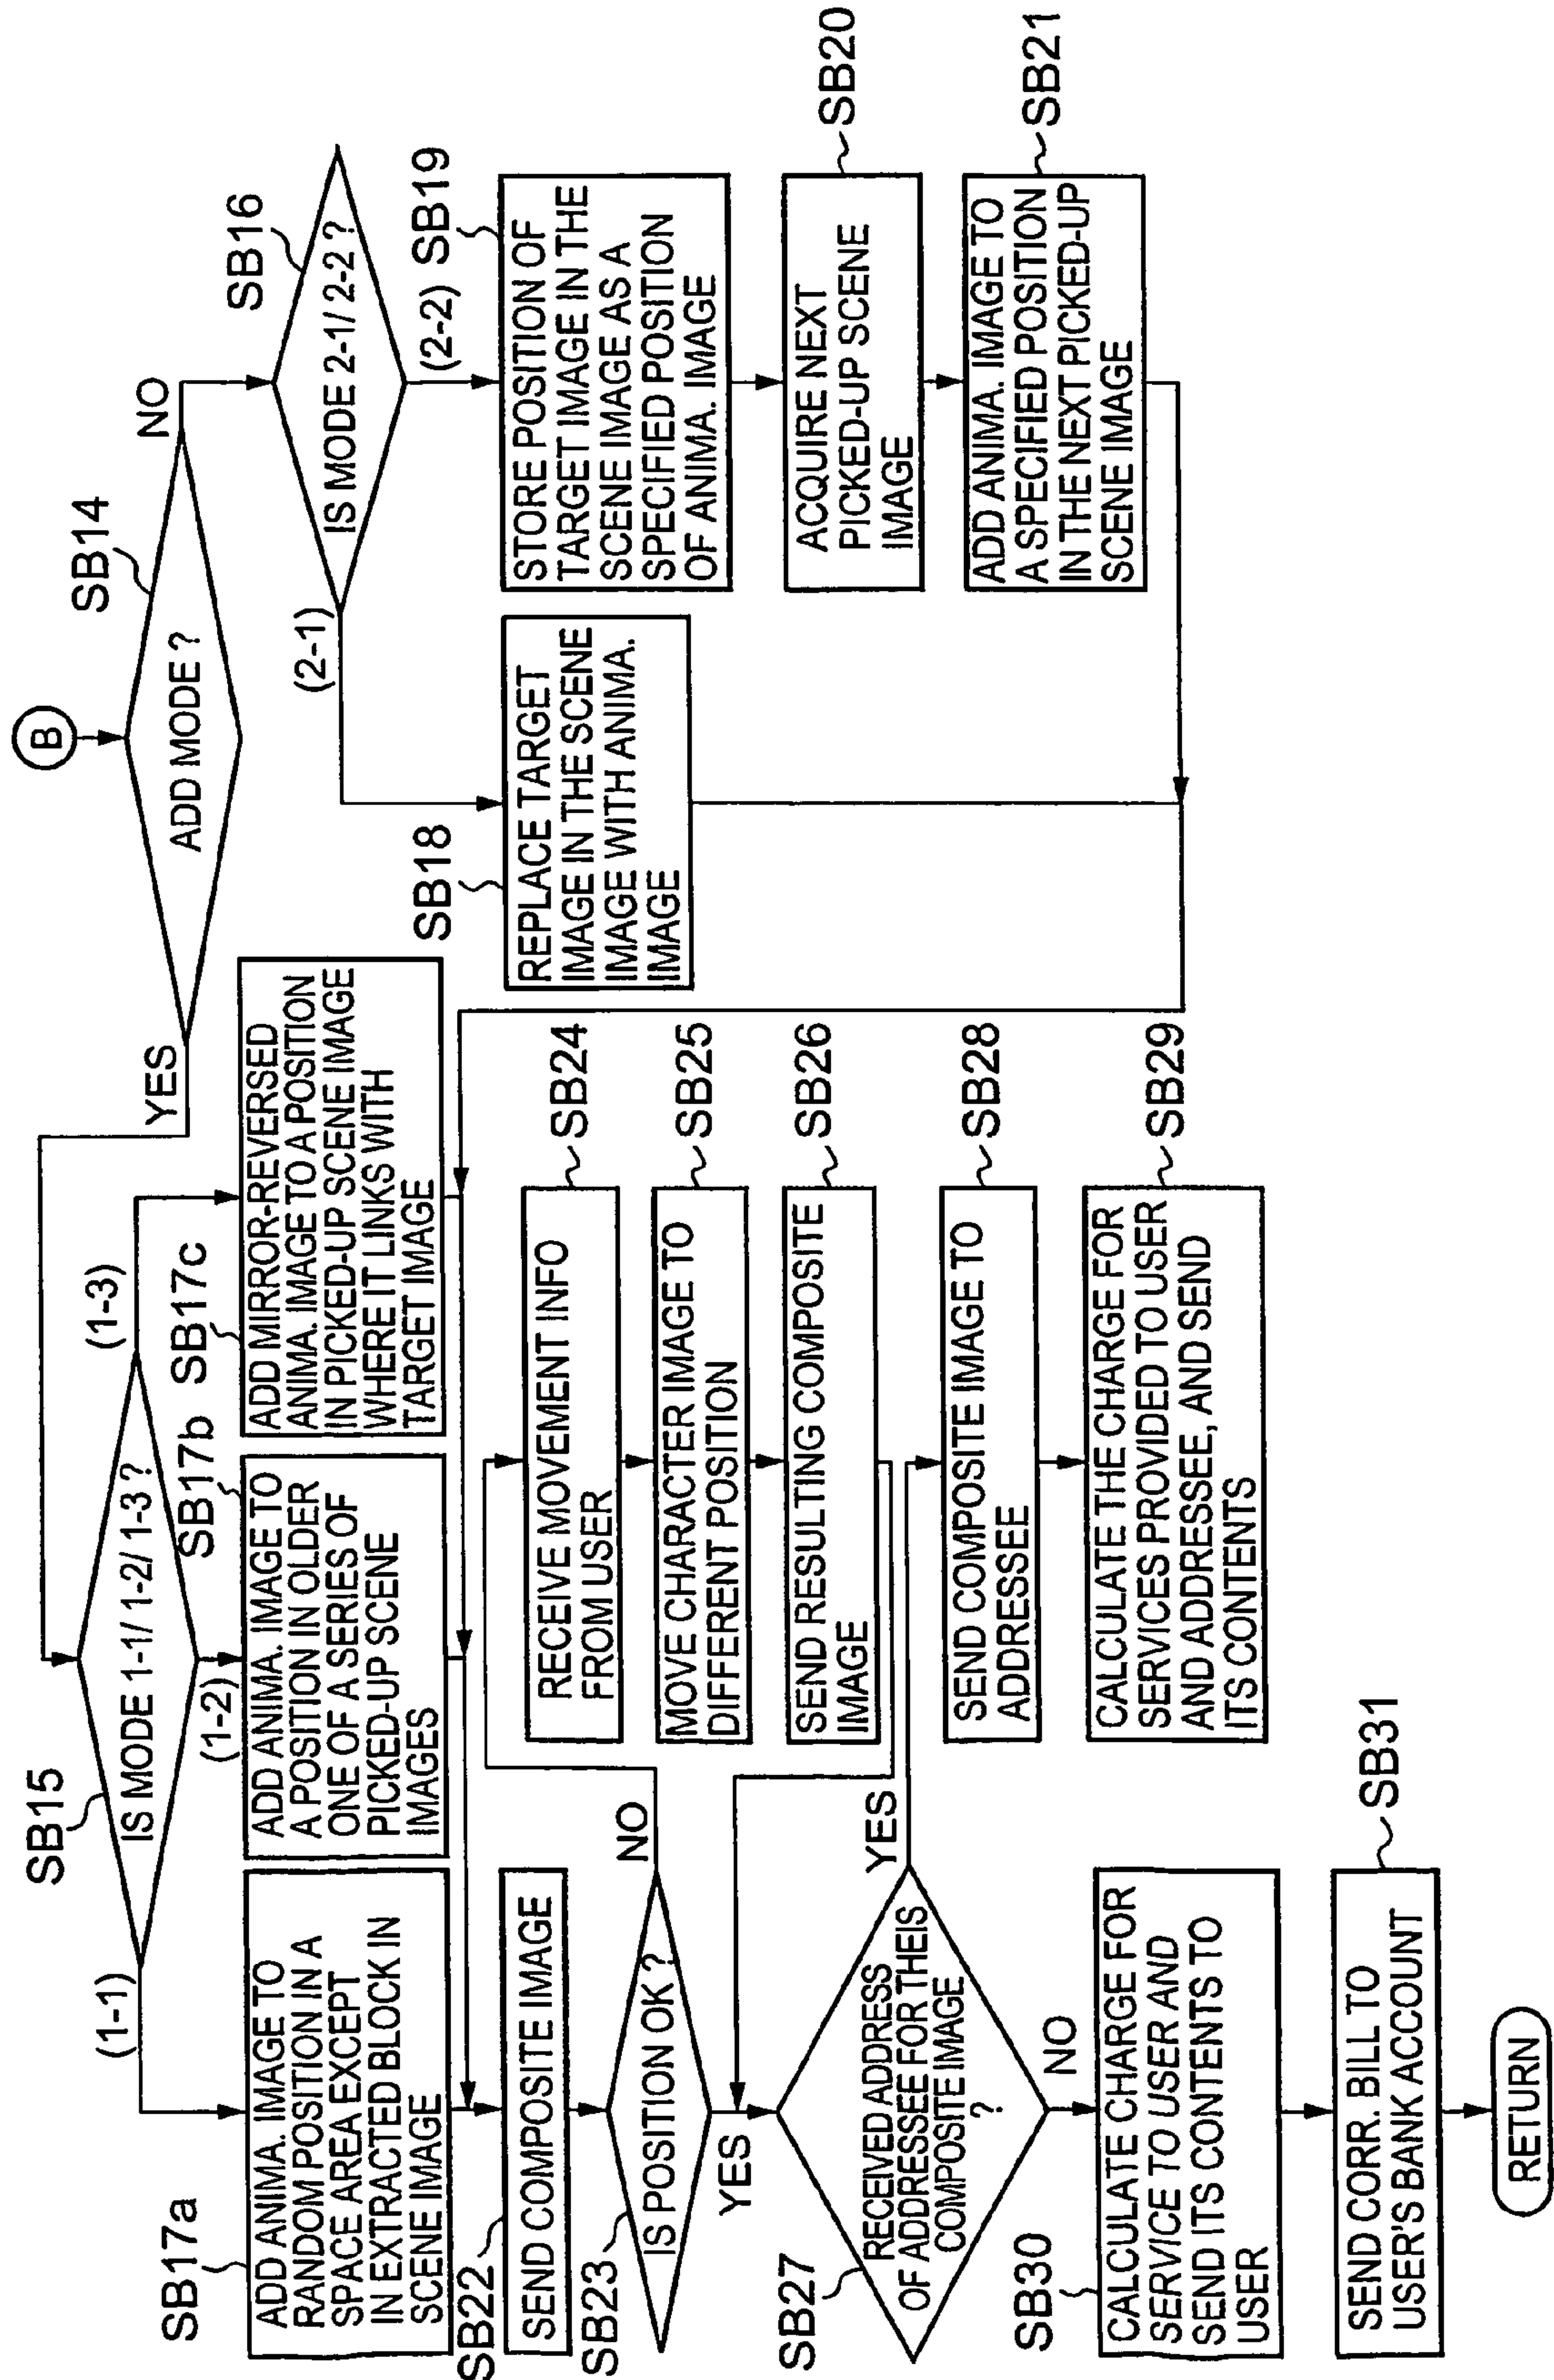 B
SB14
ADD MODE ?
YES
NO
SB15
IS MODE 1-1/ 1-2/ 1-3 ?
(1-1)
(1-2)
(1-3)
SB16
IS MODE 2-1/ 2-2 ?
(2-1)
(2-2)
SB17a
ADD ANIMA. IMAGE TO
RANDOM POSITION IN A
SPACE AREA EXCEPT
IN EXTRACTED BLOCK IN
SCENE IMAGE
SB17b
ADD ANIMA. IMAGE TO
A POSITION IN OLDER
ONE OF A SERIES OF
PICKED-UP SCENE
IMAGES
SB17c
ADD MIRROR-REVERSED
ANIMA. IMAGE TO A POSITION
IN PICKED-UP SCENE IMAGE
WHERE IT LINKS WITH
TARGET IMAGE
SB18
REPLACE TARGET
IMAGE IN THE SCENE
IMAGE WITH ANIMA.
IMAGE
SB19
STORE POSITION OF
TARGET IMAGE IN THE
SCENE IMAGE AS A
SPECIFIED POSITION
OF ANIMA. IMAGE
SB20
ACQUIRE NEXT
PICKED-UP SCENE
IMAGE
SB21
ADD ANIMA. IMAGE TO
A SPECIFIED POSITION
IN THE NEXT PICKED-UP
SCENE IMAGE
SB22
SEND COMPOSITE IMAGE
SB23
IS POSITION OK ?
NO
YES
SB24
RECEIVE MOVEMENT INFO
FROM USER
SB25
MOVE CHARACTER IMAGE TO
DIFFERENT POSITION
SB26
SEND RESULTING COMPOSITE
IMAGE
SB27
RECEIVED ADDRESS
OF ADDRESSEE FOR THEIS
COMPOSITE IMAGE
?
YES
NO
SB28
SEND COMPOSITE IMAGE TO
ADDRESSEE
SB29
CALCULATE THE CHARGE FOR
SERVICES PROVIDED TO USER
AND ADDRESSEE, AND SEND
ITS CONTENTS
SB30
CALCULATE CHARGE FOR
SERVICE TO USER AND
SEND ITS CONTENTS TO
USER
SB31
SEND CORR. BILL TO
USER'S BANK ACCOUNT
RETURN